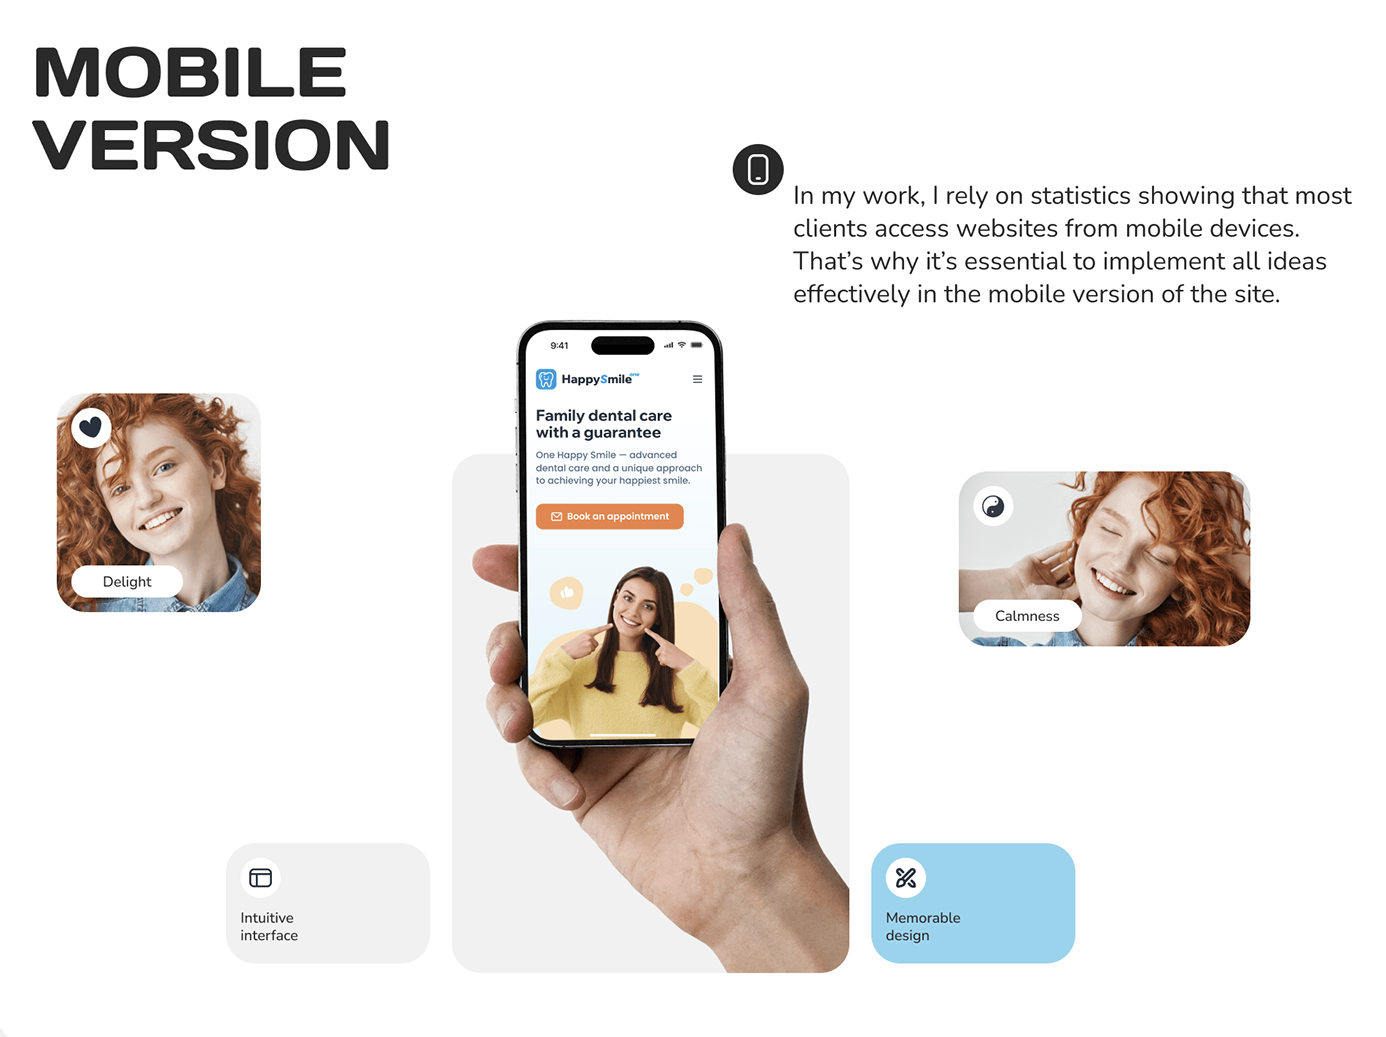 MOBILE
VERSION
In my work, I rely on statistics showing that most
clients access websites from mobile devices.
That's why it's essential to implement all ideas
effectively in the mobile version of the site.
9:41
HappySmile one
Family dental care
with a guarantee
One Happy Smile — advanced
dental care and a unique approach
to achieving your happiest smile.
Book an appointment
Delight
Calmness
Intuitive
interface
Memorable
design